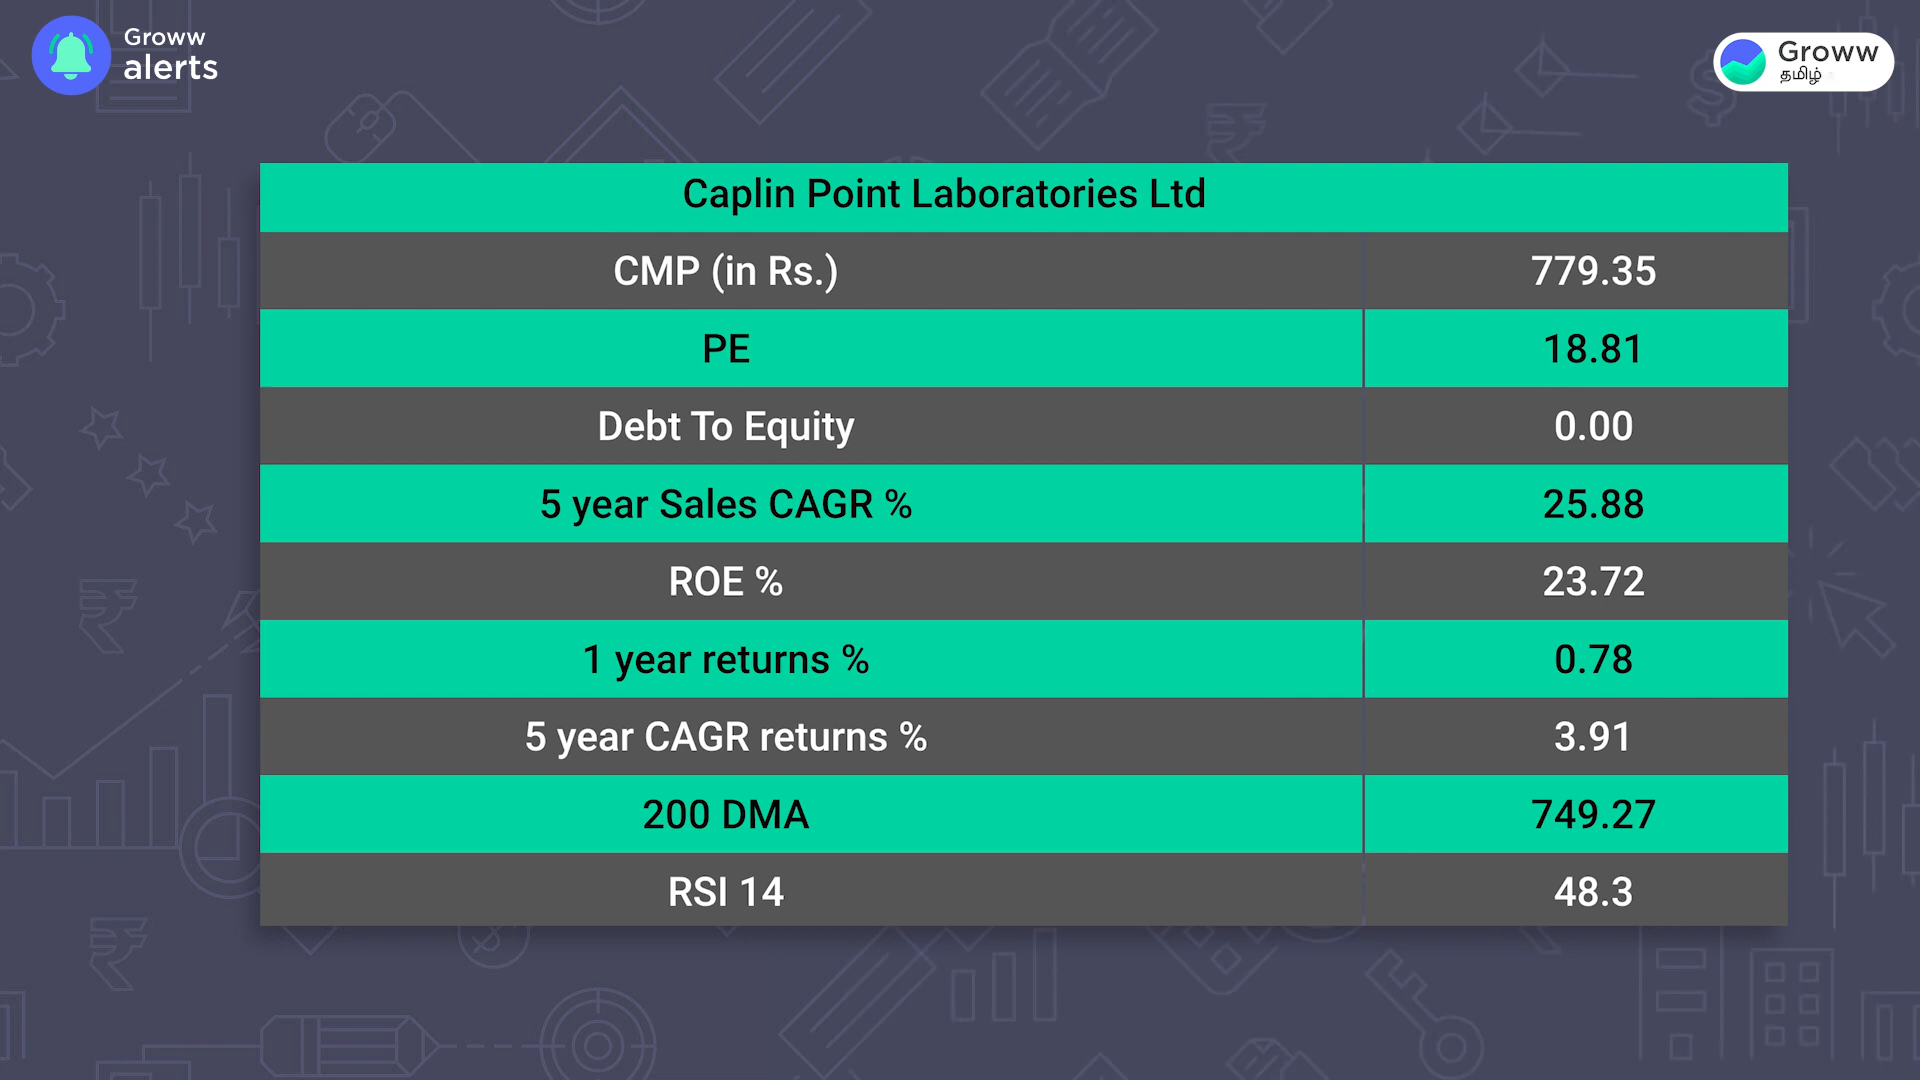 Groww
alerts
Groww
தமிழ்
Caplin Point Laboratories Ltd
CMP (in Rs.) 779.35
PE 18.81
Debt To Equity 0.00
5 year Sales CAGR % 25.88
ROE % 23.72
1 year returns % 0.78
5 year CAGR returns % 3.91
200 DMA 749.27
RSI 14 48.3